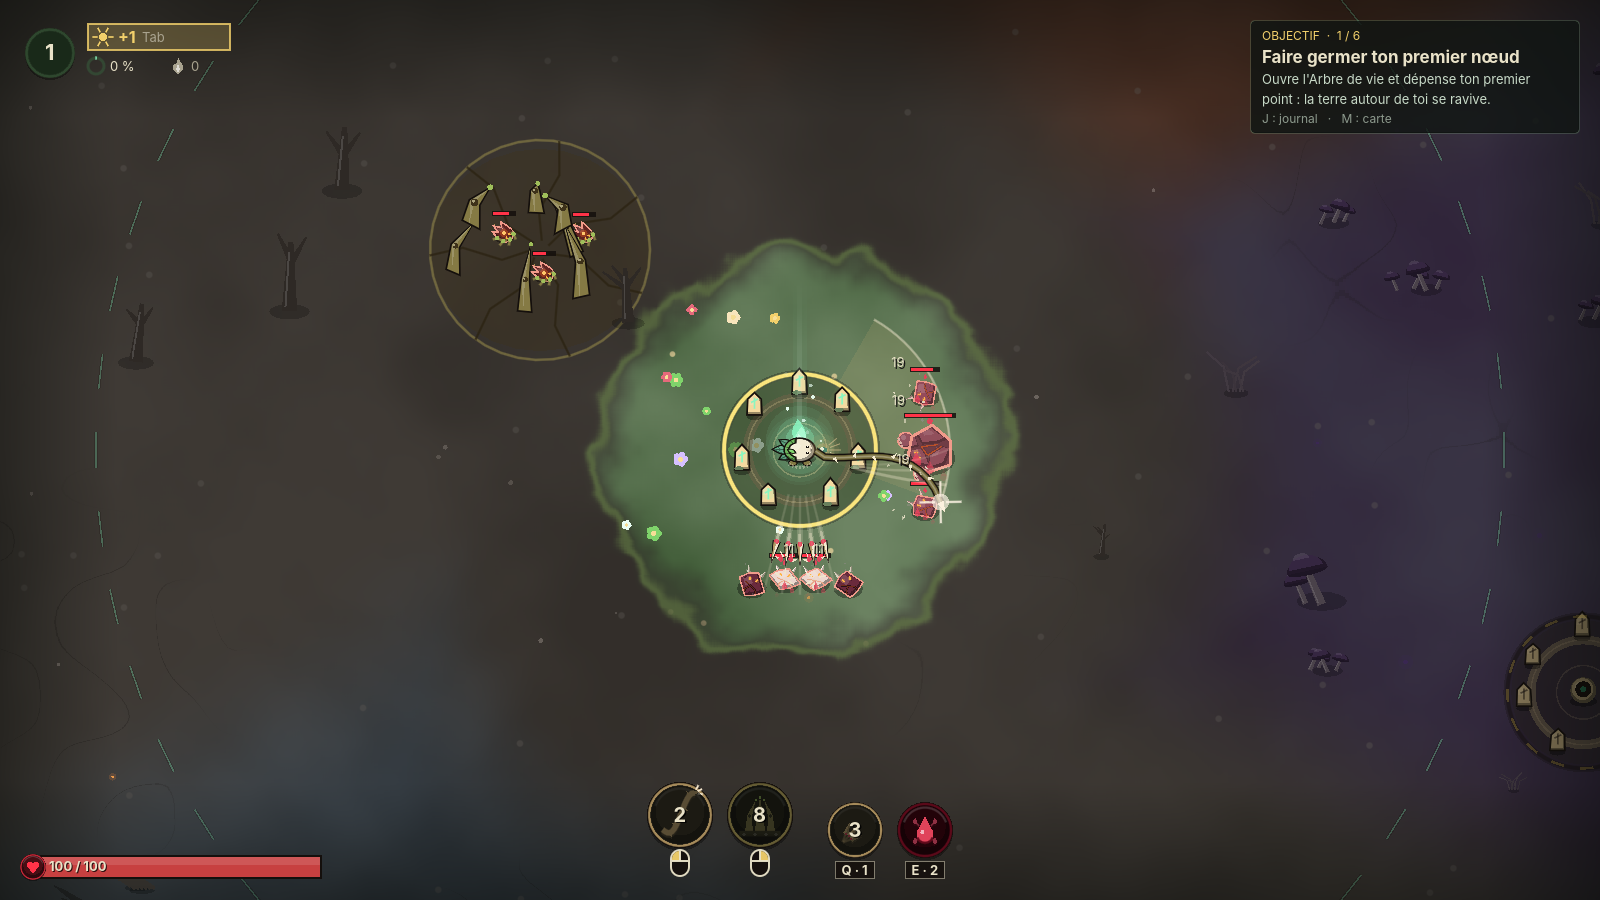 1
+1 Tab
0 %
0
OBJECTIF · 1 / 6
Faire germer ton premier nœud
Ouvre l'Arbre de vie et dépense ton premier
point : la terre autour de toi se ravive.
J : journal · M : carte
19
19
19
2
8
3
Q · 1
E · 2
100 / 100